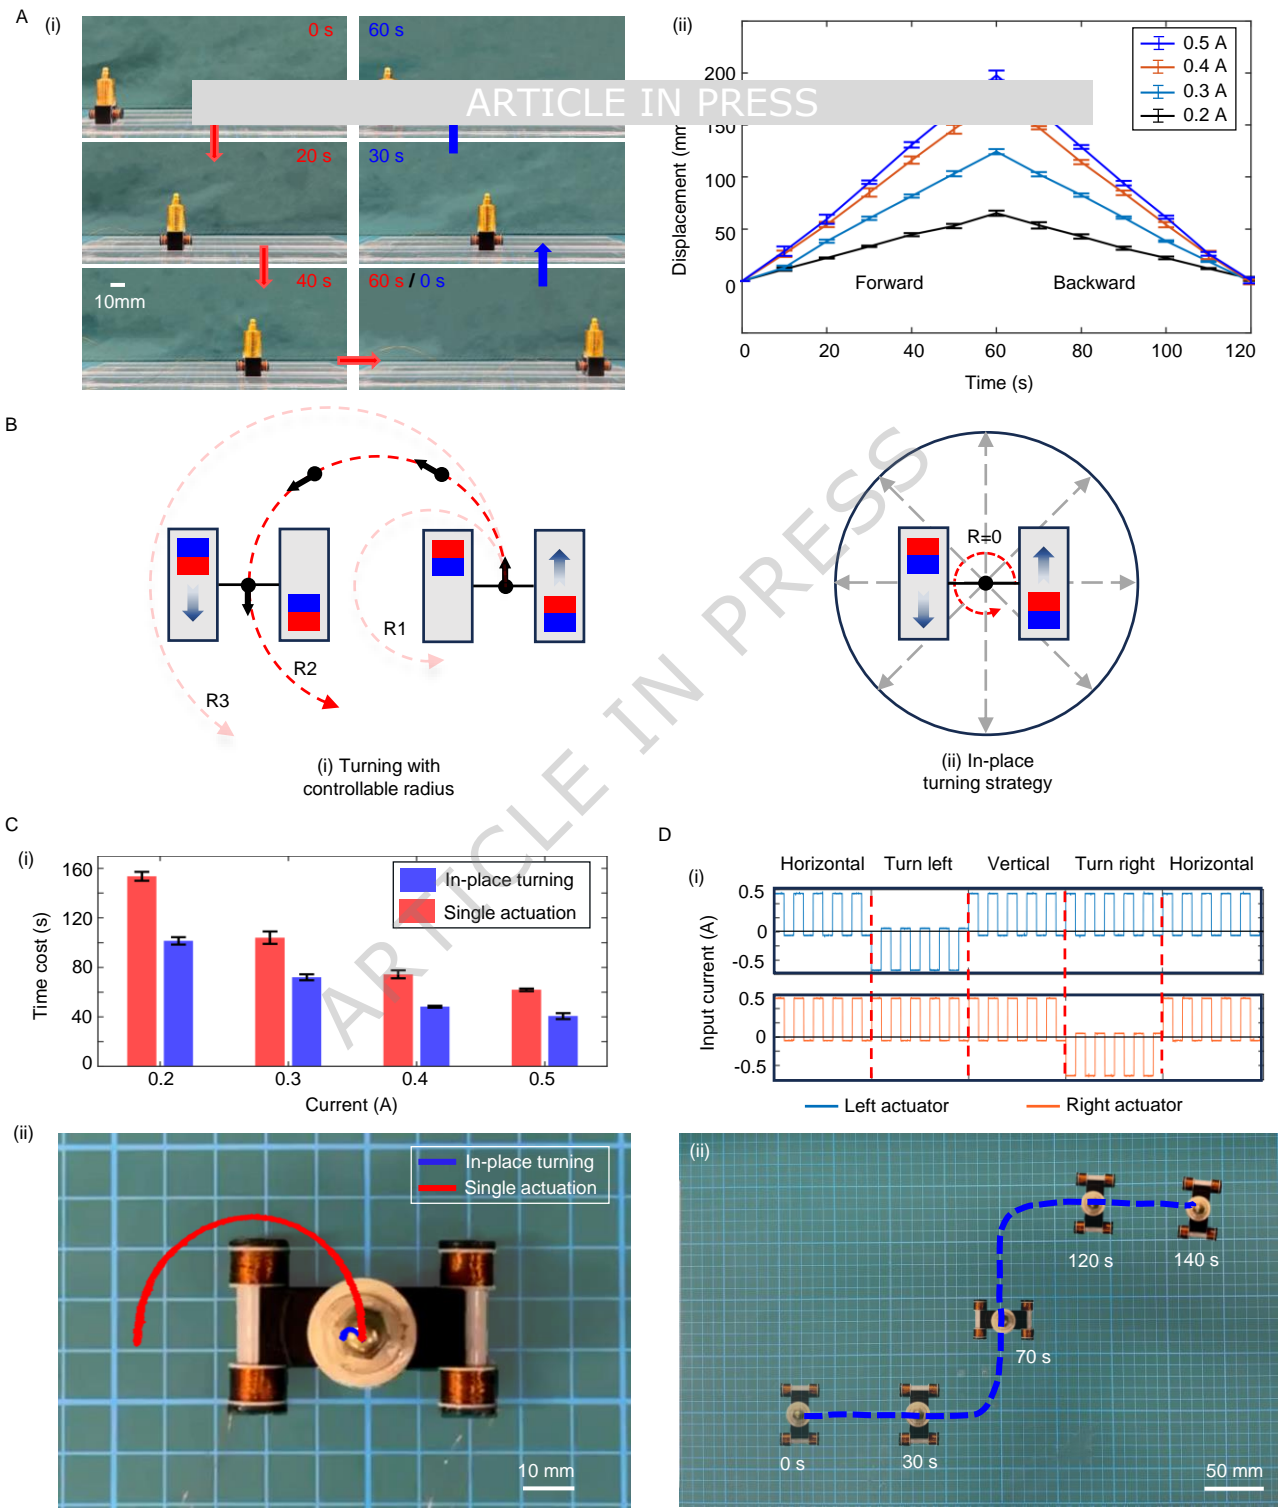 A
(i)
0 s
60 s
20 s
30 s
40 s
60 s / 0 s
10mm
(ii)
ARTICLE IN PRESS
0.5 A
0.4 A
0.3 A
0.2 A
200
150
100
50
0
Displacement (mm
Forward
Backward
0
20
40
60
80
100
120
Time (s)
B
R1
R2
R3
(i) Turning with
controllable radius
R=0
(ii) In-place
turning strategy
ARTICLE IN PRESS
C
(i)
In-place turning
Single actuation
160
120
80
40
0
Time cost (s)
0.2
0.3
0.4
0.5
Current (A)
(ii)
In-place turning
Single actuation
10 mm
D
(i)
Horizontal
Turn left
Vertical
Turn right
Horizontal
0.5
0
-0.5
0.5
0
-0.5
Input current (A)
Left actuator
Right actuator
(ii)
120 s
140 s
70 s
0 s
30 s
50 mm